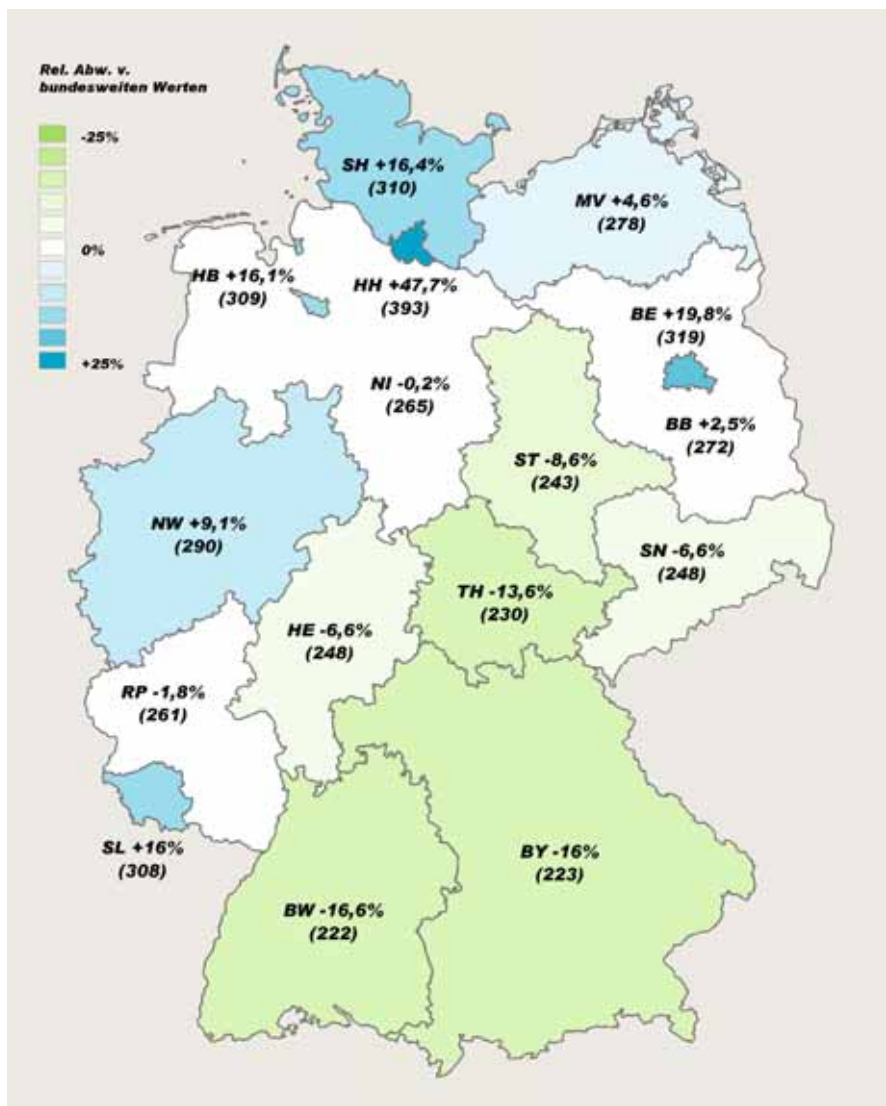 Rel. Abw. v.
bundesweiten Werten
-25%
0%
+25%
SH +16,4%
(310)
MV +4,6%
(278)
HB +16,1%
(309)
HH +47,7%
(393)
BE +19,8%
(319)
NI -0,2%
(265)
BB +2,5%
(272)
ST -8,6%
(243)
NW +9,1%
(290)
SN -6,6%
(248)
TH -13,6%
(230)
HE -6,6%
(248)
RP -1,8%
(261)
SL +16%
(308)
BY -16%
(223)
BW -16,6%
(222)